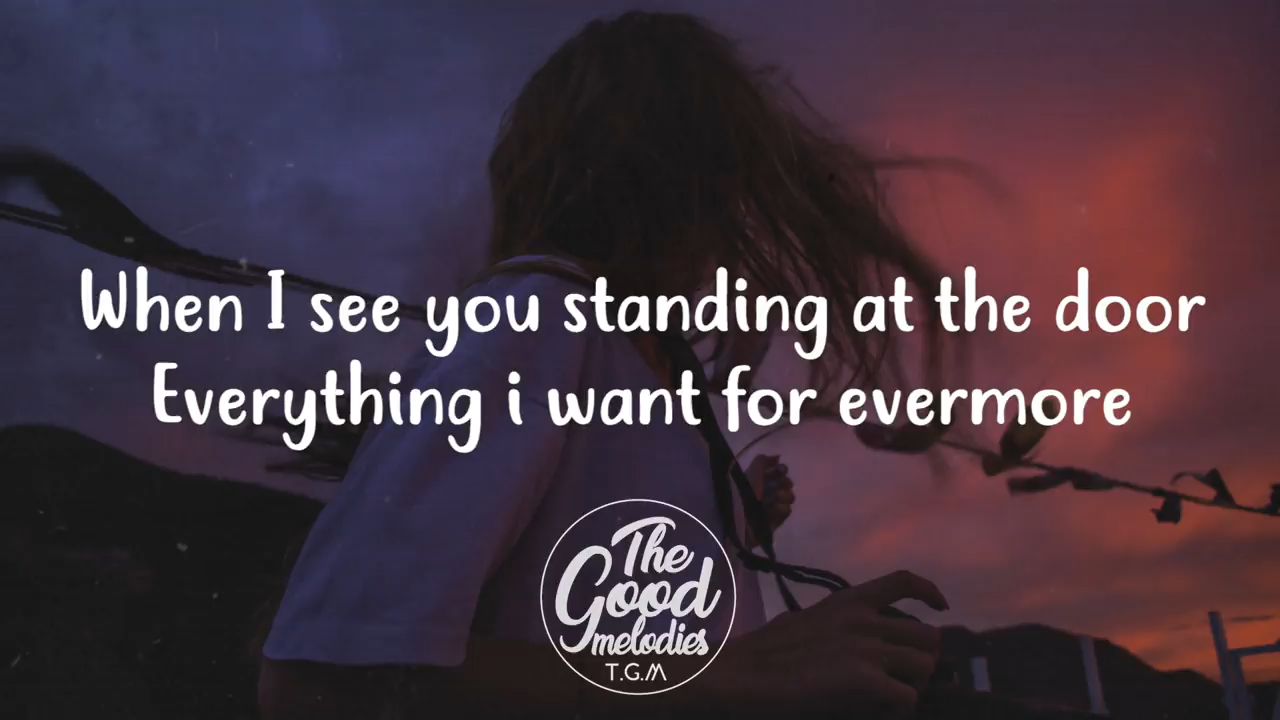 When I see you standing at the door
Everything i want for evermore
The
Good
melodies
T.G.M